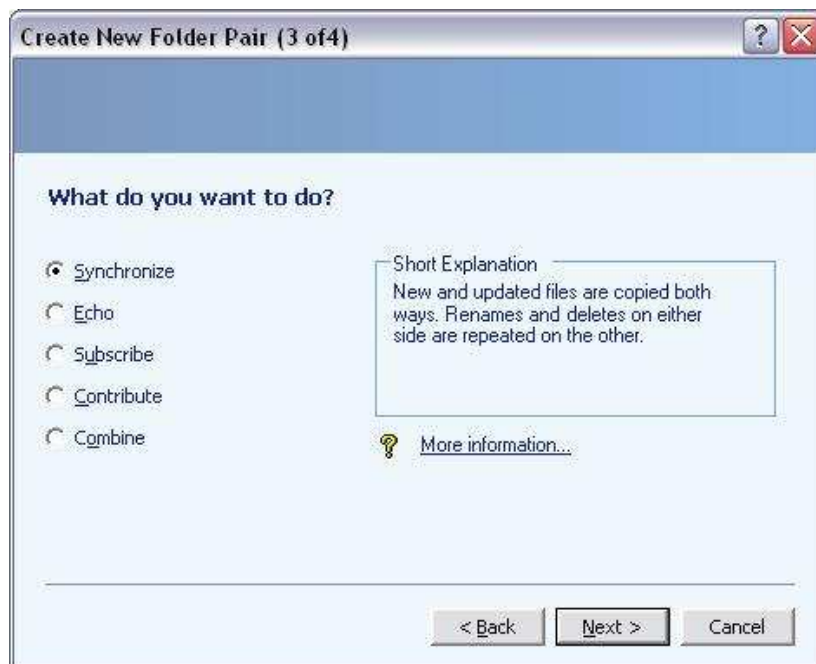 Create New Folder Pair (3 of4)
What do you want to do?
Synchronize
Echo
Subscribe
Contribute
Combine
Short Explanation
New and updated files are copied both
ways. Renames and deletes on either
side are repeated on the other.
? More information...
< Back
Next >
Cancel